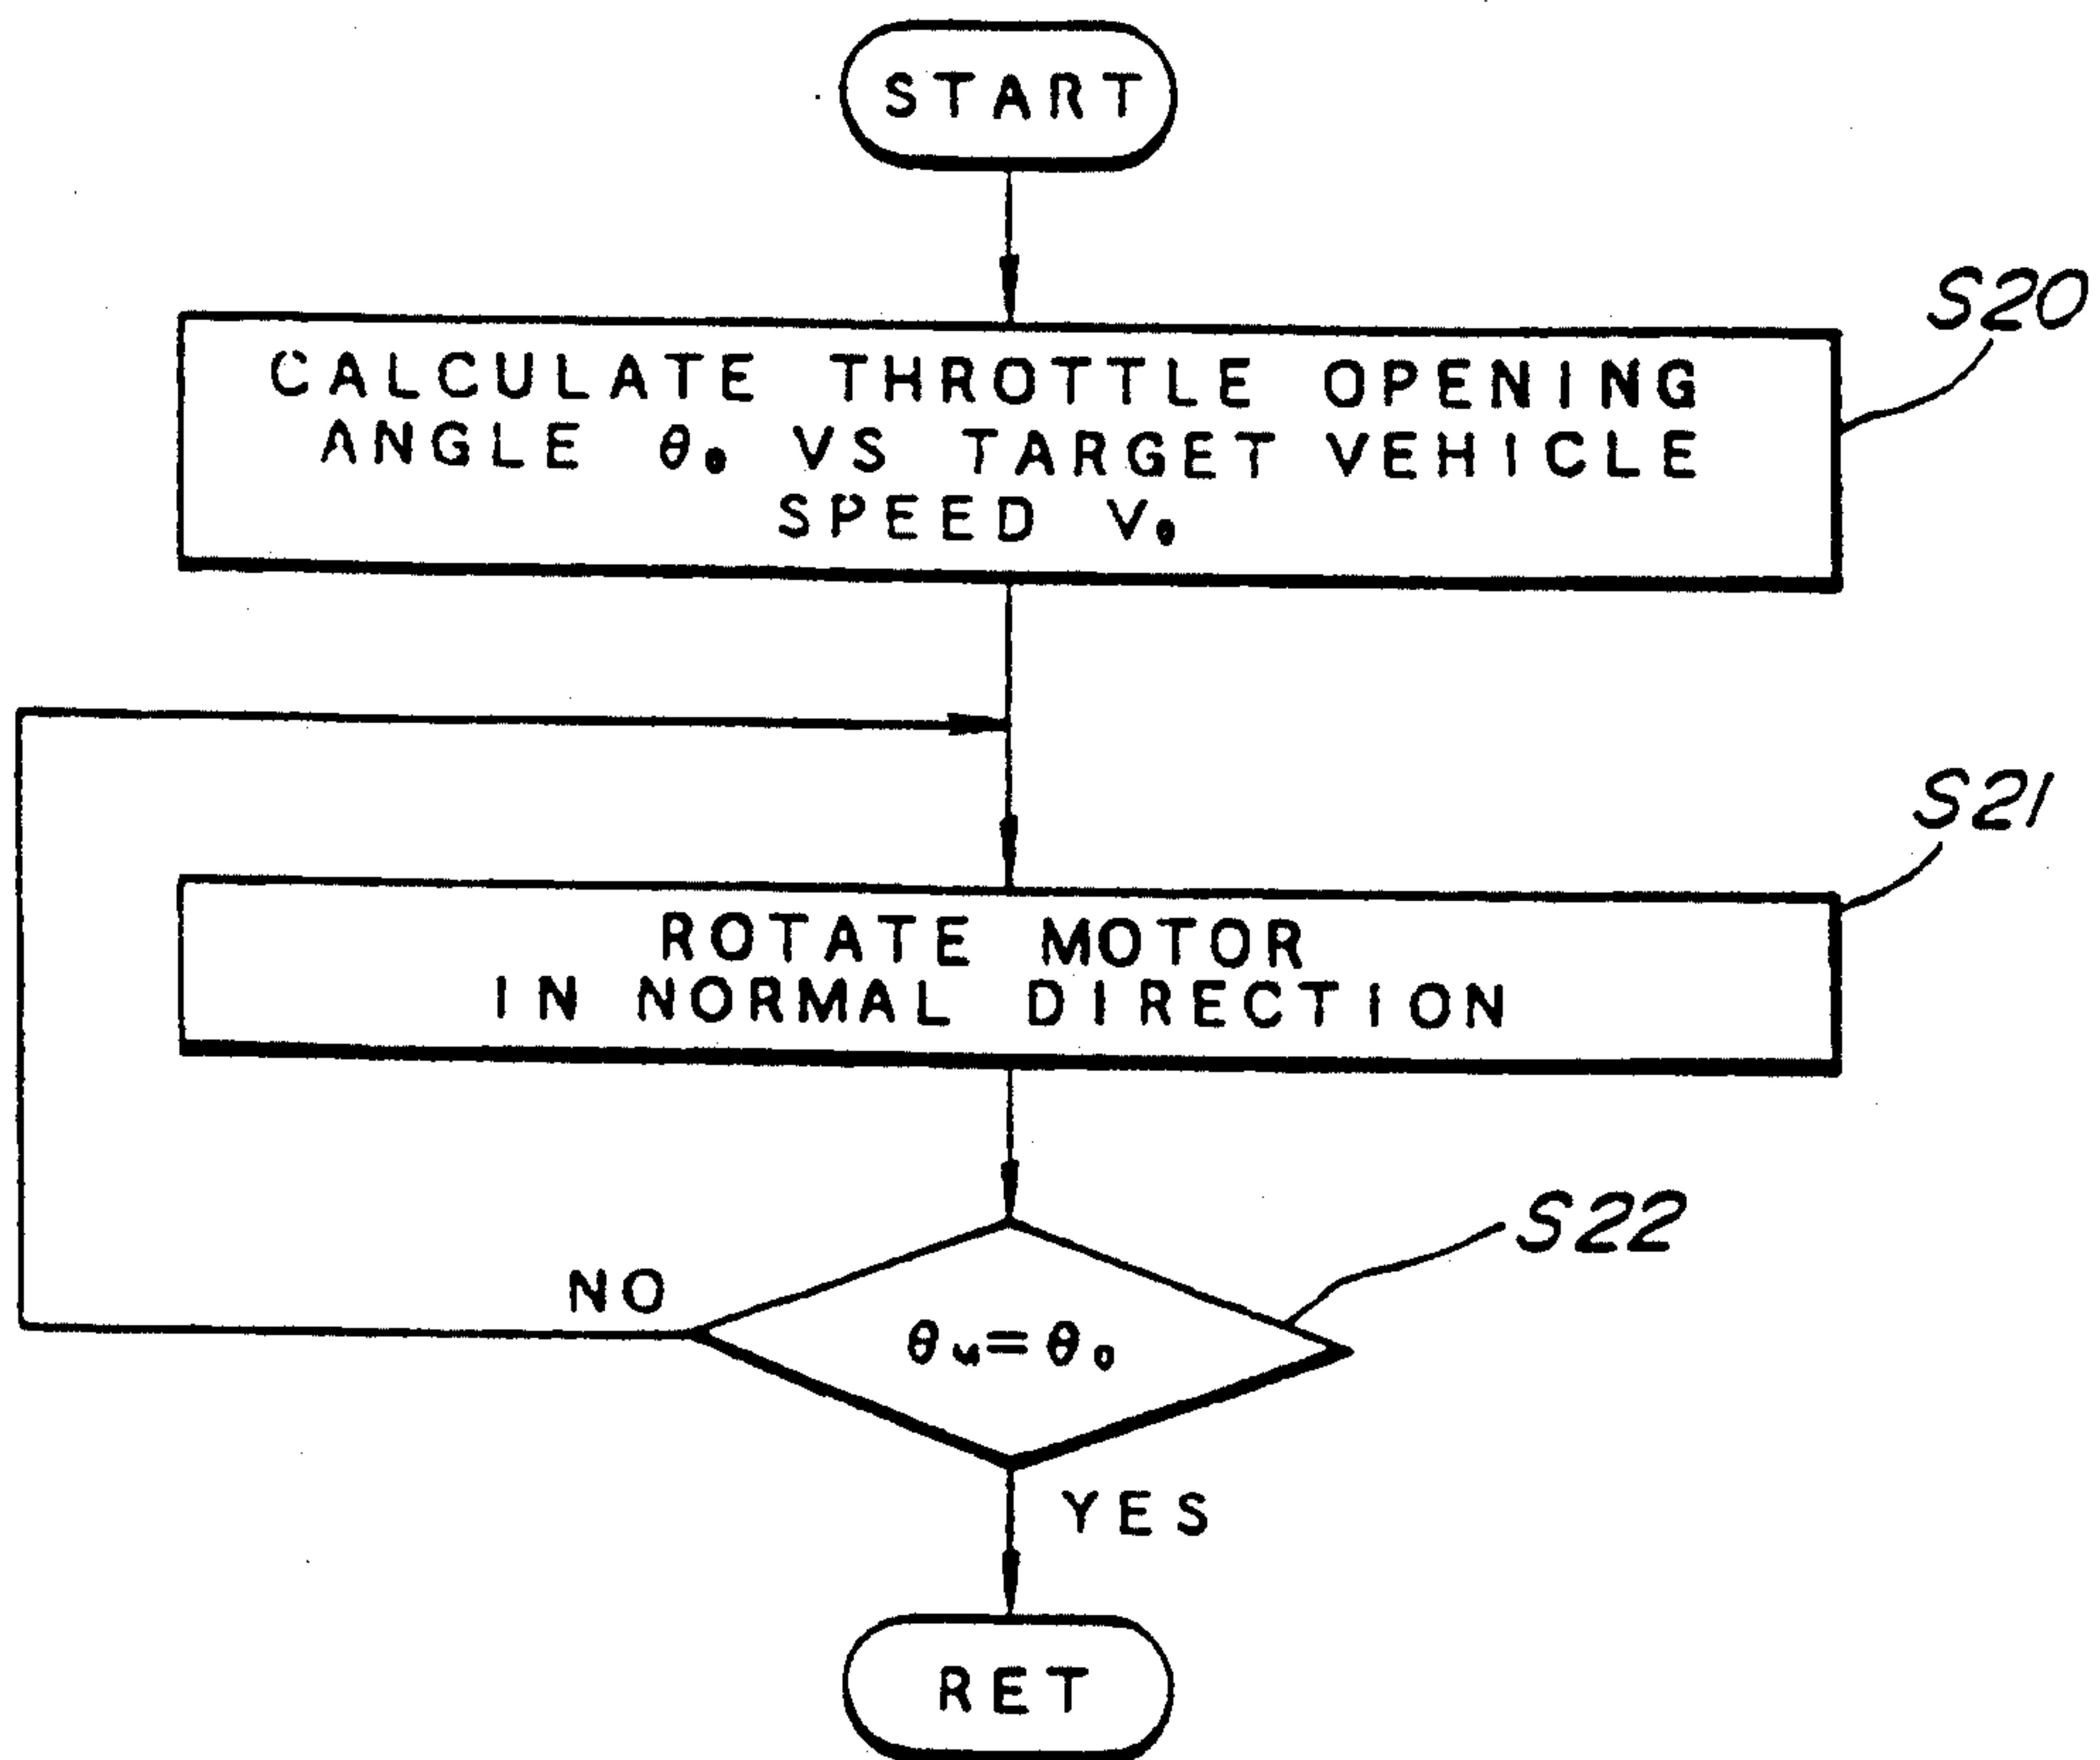 START
S20
CALCULATE THROTTLE OPENING
ANGLE θ₀ VS TARGET VEHICLE
SPEED V₀
S21
ROTATE MOTOR
IN NORMAL DIRECTION
S22
NO
θᵤ=θ₀
YES
RET